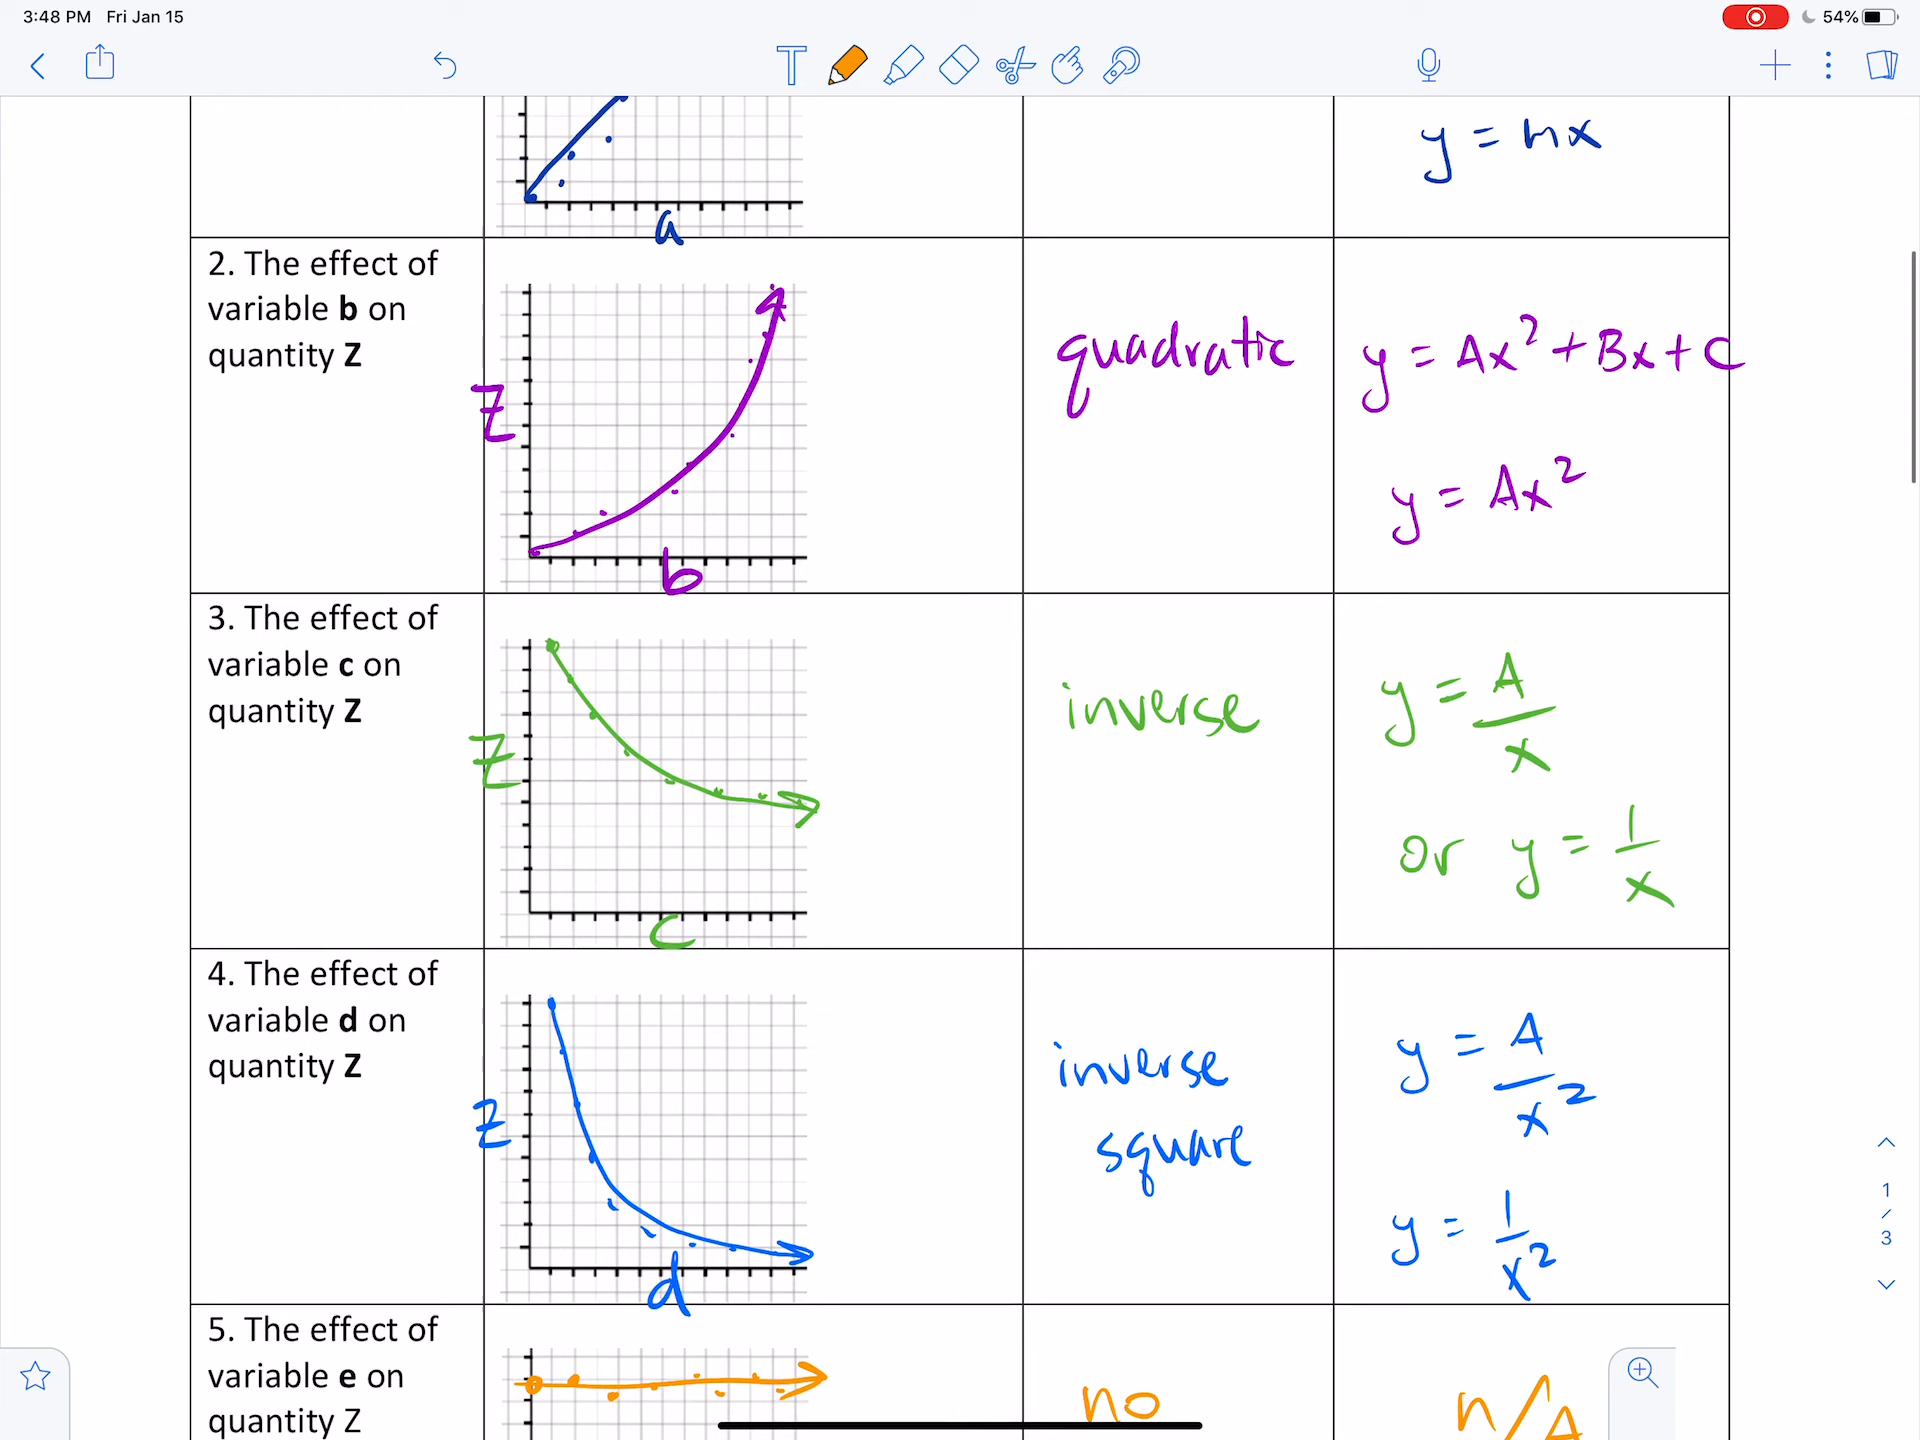 3:48 PM Fri Jan 15
54%
y = mx
a
2. The effect of
variable b on
quantity Z
Z
b
quadratic
y = Ax² + Bx + C
y = Ax²
3. The effect of
variable c on
quantity Z
Z
c
inverse
y = A/x
or y = 1/x
4. The effect of
variable d on
quantity Z
Z
d
inverse
square
y = A/x²
y = 1/x²
1
/
3
5. The effect of
variable e on
quantity Z
no
n/A